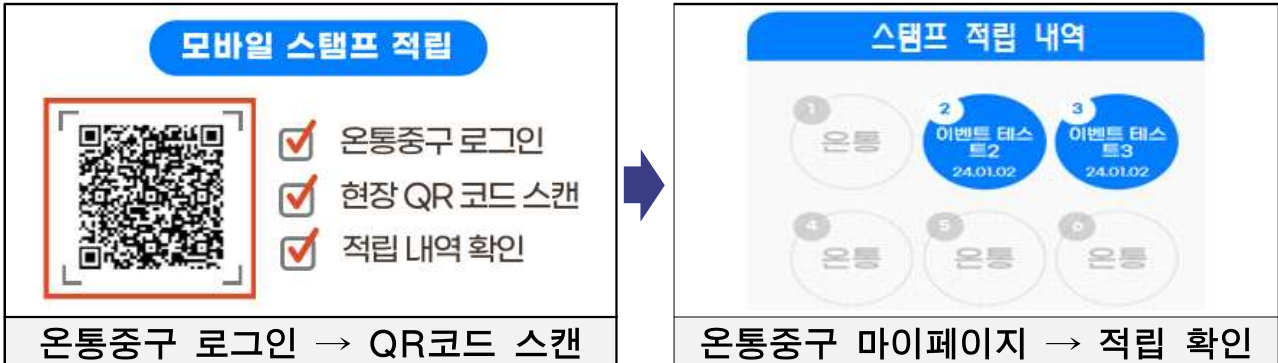 모바일 스탬프 적립
온통중구 로그인
현장 QR 코드 스캔
적립 내역 확인
온통중구 로그인 → QR코드 스캔
스탬프 적립 내역
1
온통
2
이벤트 테스
트2
24.01.02
3
이벤트 테스
트3
24.01.02
4
온통
5
온통
온통
온통중구 마이페이지 → 적립 확인